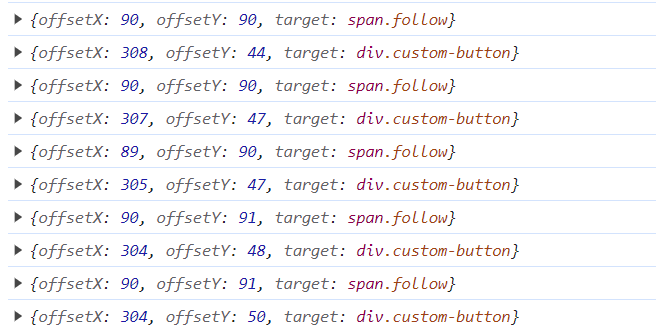 {offsetX: 90, offsetY: 90, target: span.follow}
{offsetX: 308, offsetY: 44, target: div.custom-button}
{offsetX: 90, offsetY: 90, target: span.follow}
{offsetX: 307, offsetY: 47, target: div.custom-button}
{offsetX: 89, offsetY: 90, target: span.follow}
{offsetX: 305, offsetY: 47, target: div.custom-button}
{offsetX: 90, offsetY: 91, target: span.follow}
{offsetX: 304, offsetY: 48, target: div.custom-button}
{offsetX: 90, offsetY: 91, target: span.follow}
{offsetX: 304, offsetY: 50, target: div.custom-button}